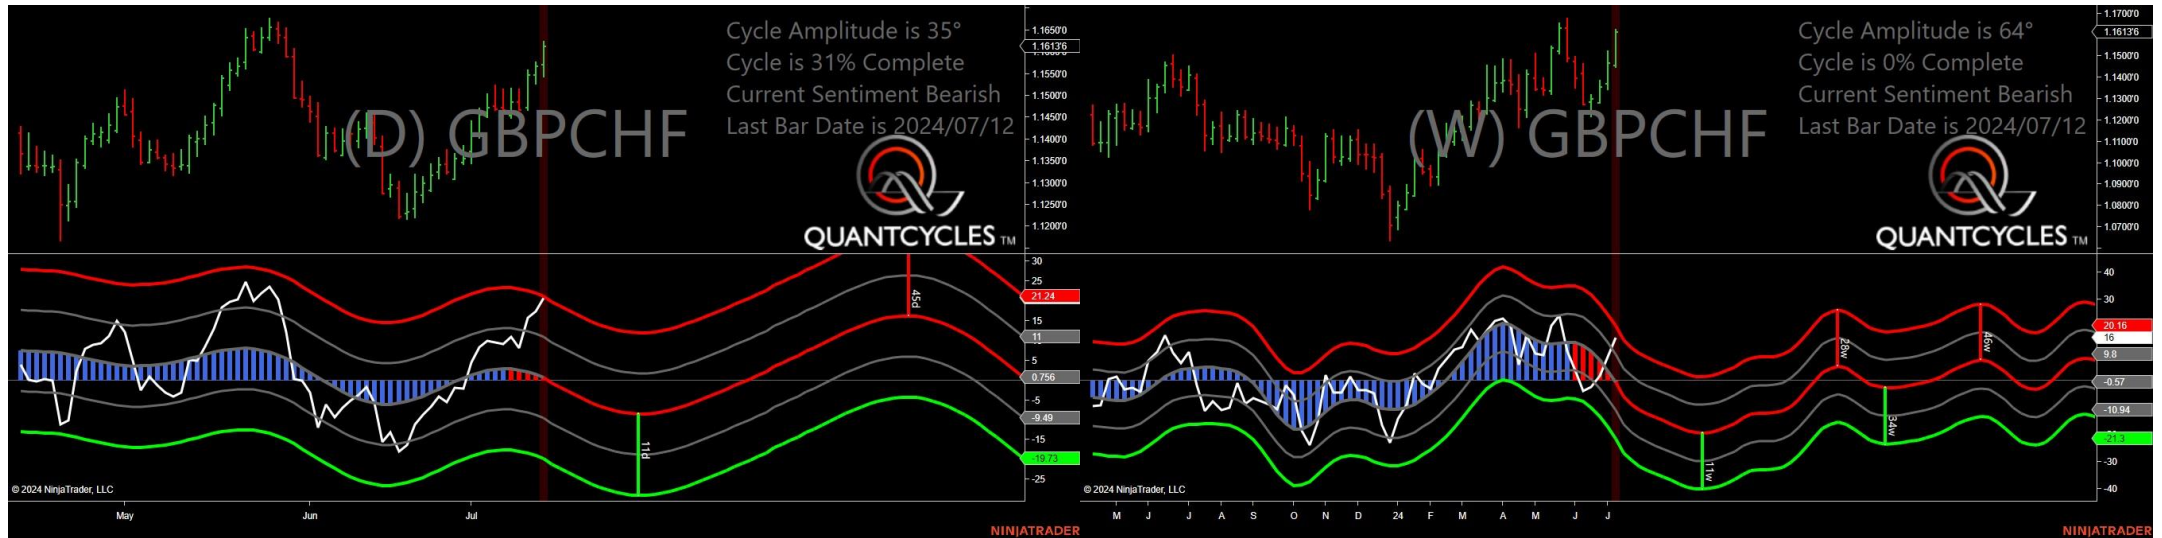 Cycle Amplitude is 35°
Cycle is 31% Complete
Current Sentiment Bearish
Last Bar Date is 2024/07/12
(D) GBPCHF
QUANTCYCLES TM
1.1650'0
1.1613'6
1.1550'0
1.1500'0
1.1450'0
1.1400'0
1.1350'0
1.1300'0
1.1250'0
1.1200'0
30
25
21.24
15
11
5
0.756
-5
-9.49
-15
-19.73
-25
45d
11d
© 2024 NinjaTrader, LLC
May Jun Jul
NINJATRADER
Cycle Amplitude is 64°
Cycle is 0% Complete
Current Sentiment Bearish
Last Bar Date is 2024/07/12
(W) GBPCHF
QUANTCYCLES TM
1.1700'0
1.1613'6
1.1500'0
1.1400'0
1.1300'0
1.1200'0
1.1100'0
1.1000'0
1.0900'0
1.0800'0
1.0700'0
40
30
20.16
16
9.8
-0.57
-10.94
-21.3
-30
-40
28w
46w
34w
11w
© 2024 NinjaTrader, LLC
M J J A S O N D 24 F M A M J J
NINJATRADER